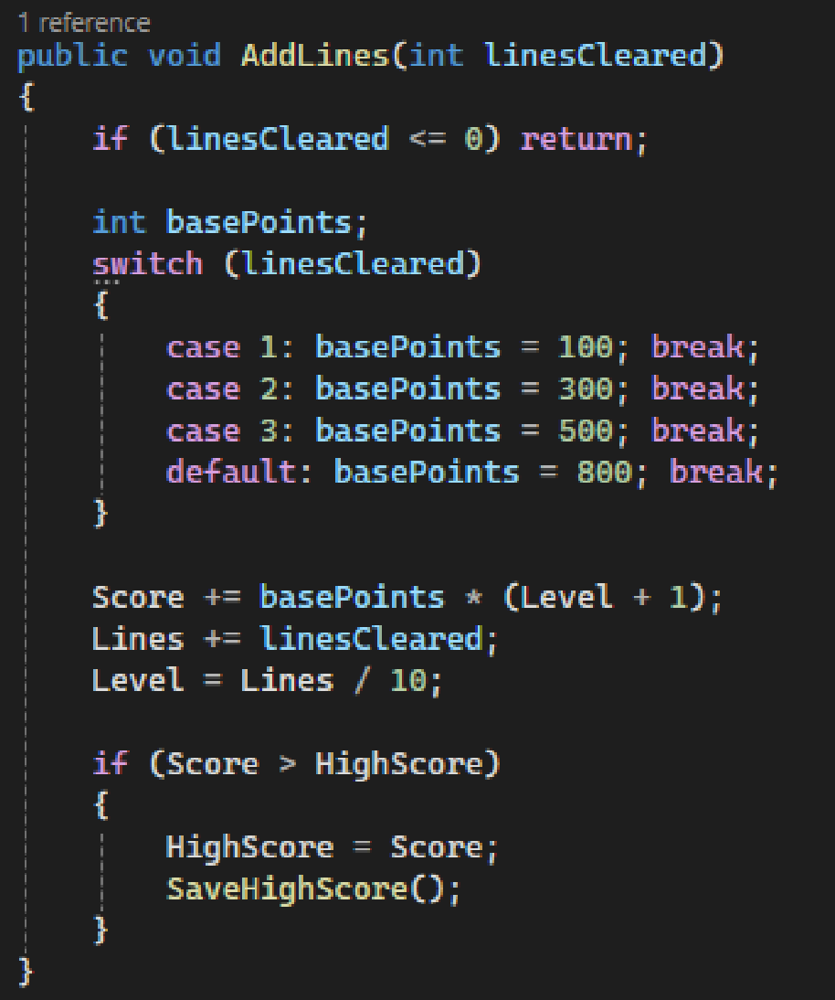 1 reference
public void AddLines(int linesCleared)
{
    if (linesCleared <= 0) return;

    int basePoints;
    switch (linesCleared)
    {
        case 1: basePoints = 100; break;
        case 2: basePoints = 300; break;
        case 3: basePoints = 500; break;
        default: basePoints = 800; break;
    }

    Score += basePoints * (Level + 1);
    Lines += linesCleared;
    Level = Lines / 10;

    if (Score > HighScore)
    {
        HighScore = Score;
        SaveHighScore();
    }
}